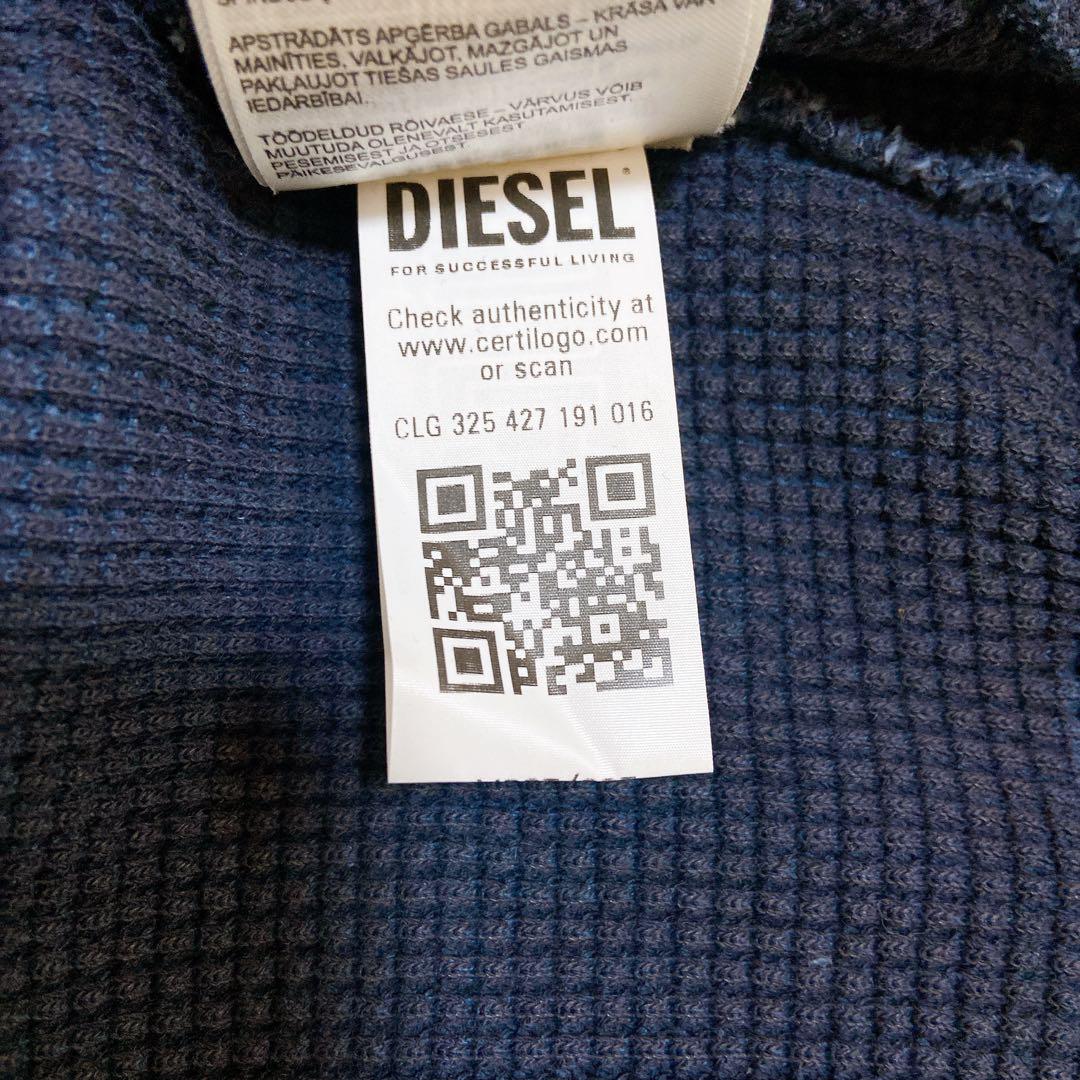 APSTRĀDĀTS APĢĒRBA GABALS – KRĀSA VAR
MAINĪTIES, VALKĀJOT, MAZGĀJOT UN
PAKĻAUJOT TIEŠAS SAULES GAISMAS
IEDARBĪBAI.
TÖÖDELDUD RÕIVAESE – VÄRVUS VÕIB
MUUTUDA OLENEVALT KASUTAMISEST,
PESEMISEST JA OTSESEST
PÄIKESEVALGUSEST
DIESEL®
FOR SUCCESSFUL LIVING
Check authenticity at
www.certilogo.com
or scan
CLG 325 427 191 016